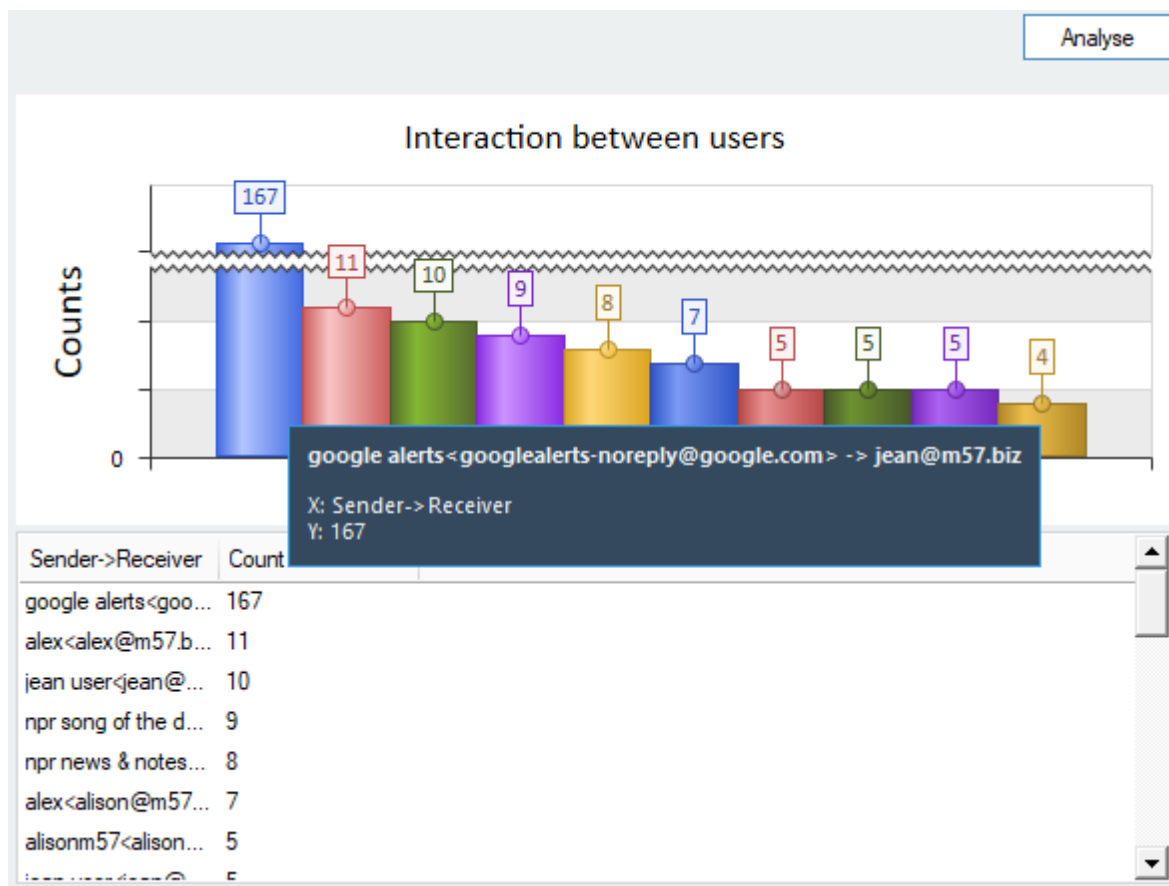 Analyse
Interaction between users
Counts
167
11
10
9
8
7
5
5
5
4
0
google alerts<googlealerts-noreply@google.com> -> jean@m57.biz
X: Sender->Receiver
Y: 167
Sender->Receiver Count
google alerts<goo... 167
alex<alex@m57.b... 11
jean user<jean@... 10
npr song of the d... 9
npr news & notes... 8
alex<alison@m57... 7
alisonm57<alison... 5